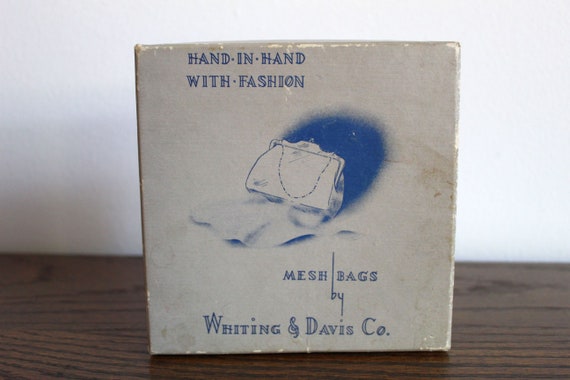 HAND·IN·HAND
WITH·FASHION
MESH BAGS
by
WHITING & DAVIS CO.